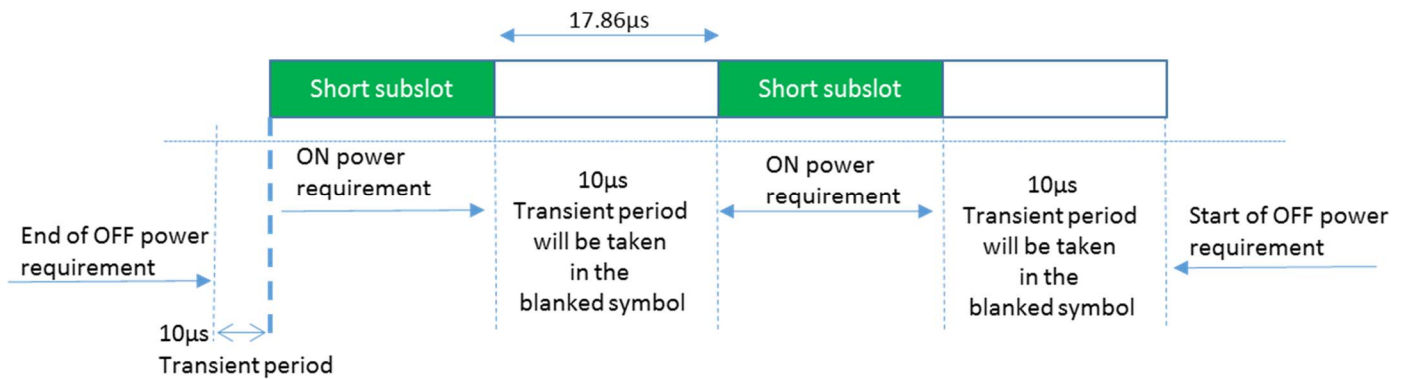 17.86µs
Short subslot
Short subslot
ON power
requirement
10µs
Transient period
will be taken
in the
blanked symbol
ON power
requirement
10µs
Transient period
will be taken
in the
blanked symbol
End of OFF power
requirement
Start of OFF power
requirement
10µs
Transient period